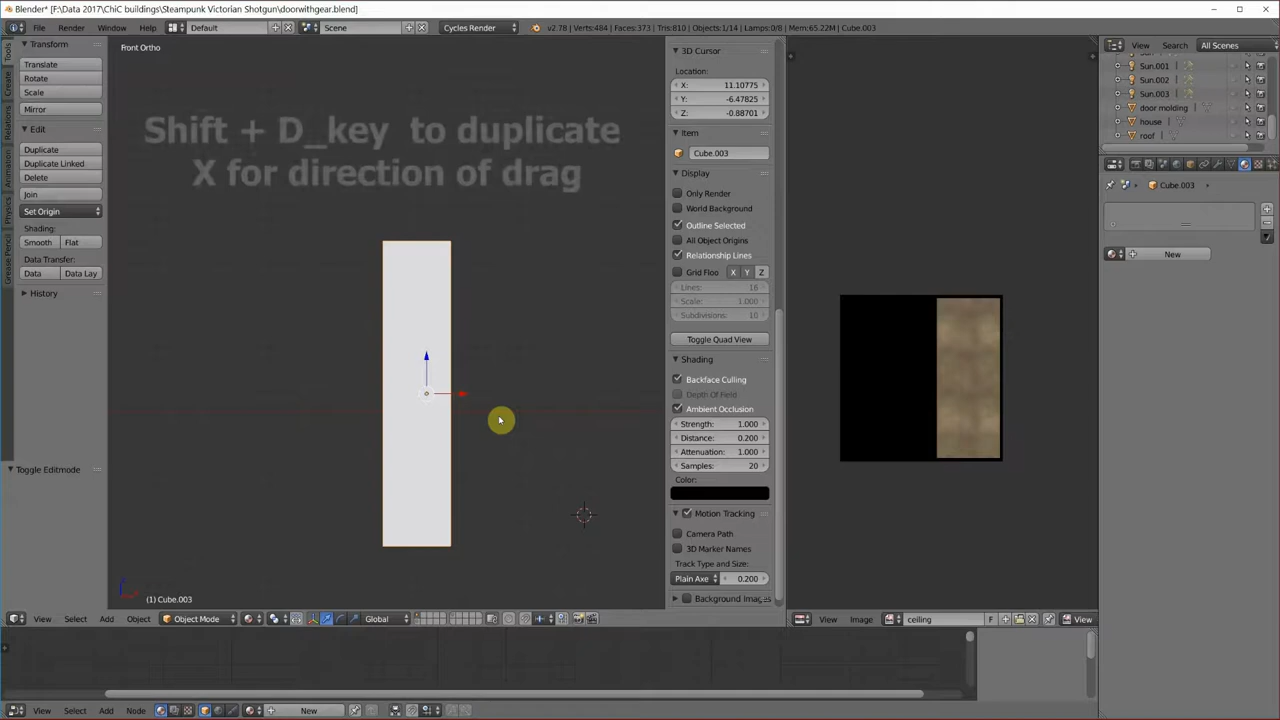 Blender* [F:\Data 2017\ChiC buildings\Steampunk Victorian Shotgun\doorwithgear.blend]
File
Render
Window
Help
Default
Scene
Cycles Render
v2.78 | Verts:484 | Faces:373 | Tris:810 | Objects:1/14 | Lamps:0/8 | Mem:65.22M | Cube.003
View
Search
All Scenes
Tools
Create
Relations
Animation
Physics
Grease Pencil
Transform
Translate
Rotate
Scale
Mirror
Edit
Duplicate
Duplicate Linked
Delete
Join
Set Origin
Shading:
Smooth
Flat
Data Transfer:
Data
Data Lay
History
Toggle Editmode
Front Ortho
Shift + D_key to duplicate
X for direction of drag
(1) Cube.003
3D Cursor
Location:
X: 11.10775
Y: -6.47825
Z: -0.88701
Item
Cube.003
Display
Only Render
World Background
Outline Selected
All Object Origins
Relationship Lines
Grid Floo
X
Y
Z
Lines: 16
Scale: 1.000
Subdivisions: 10
Toggle Quad View
Shading
Backface Culling
Depth Of Field
Ambient Occlusion
Strength: 1.000
Distance: 0.200
Attenuation: 1.000
Samples: 20
Color:
Motion Tracking
Camera Path
3D Marker Names
Track Type and Size:
Plain Axe
0.200
Background Images
Sun.001
Sun.002
Sun.003
door molding
house
roof
Cube.003
New
View
Select
Add
Object
Object Mode
Global
View
Image
ceiling
F
View
View
Select
Add
Node
New